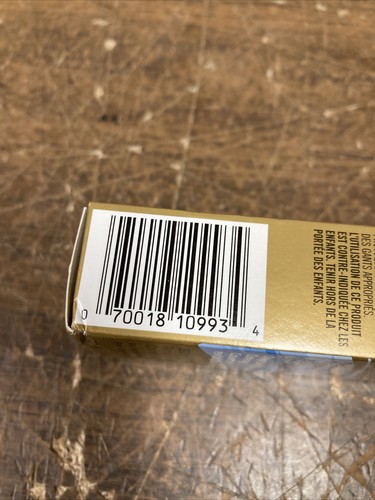 0 70018 10993 4
DES GANTS APPROPRIÉS.
L'UTILISATION DE CE PRODUIT
EST CONTRE-INDIQUÉE CHEZ LES
ENFANTS. TENIR HORS DE LA
PORTÉE DES ENFANTS.